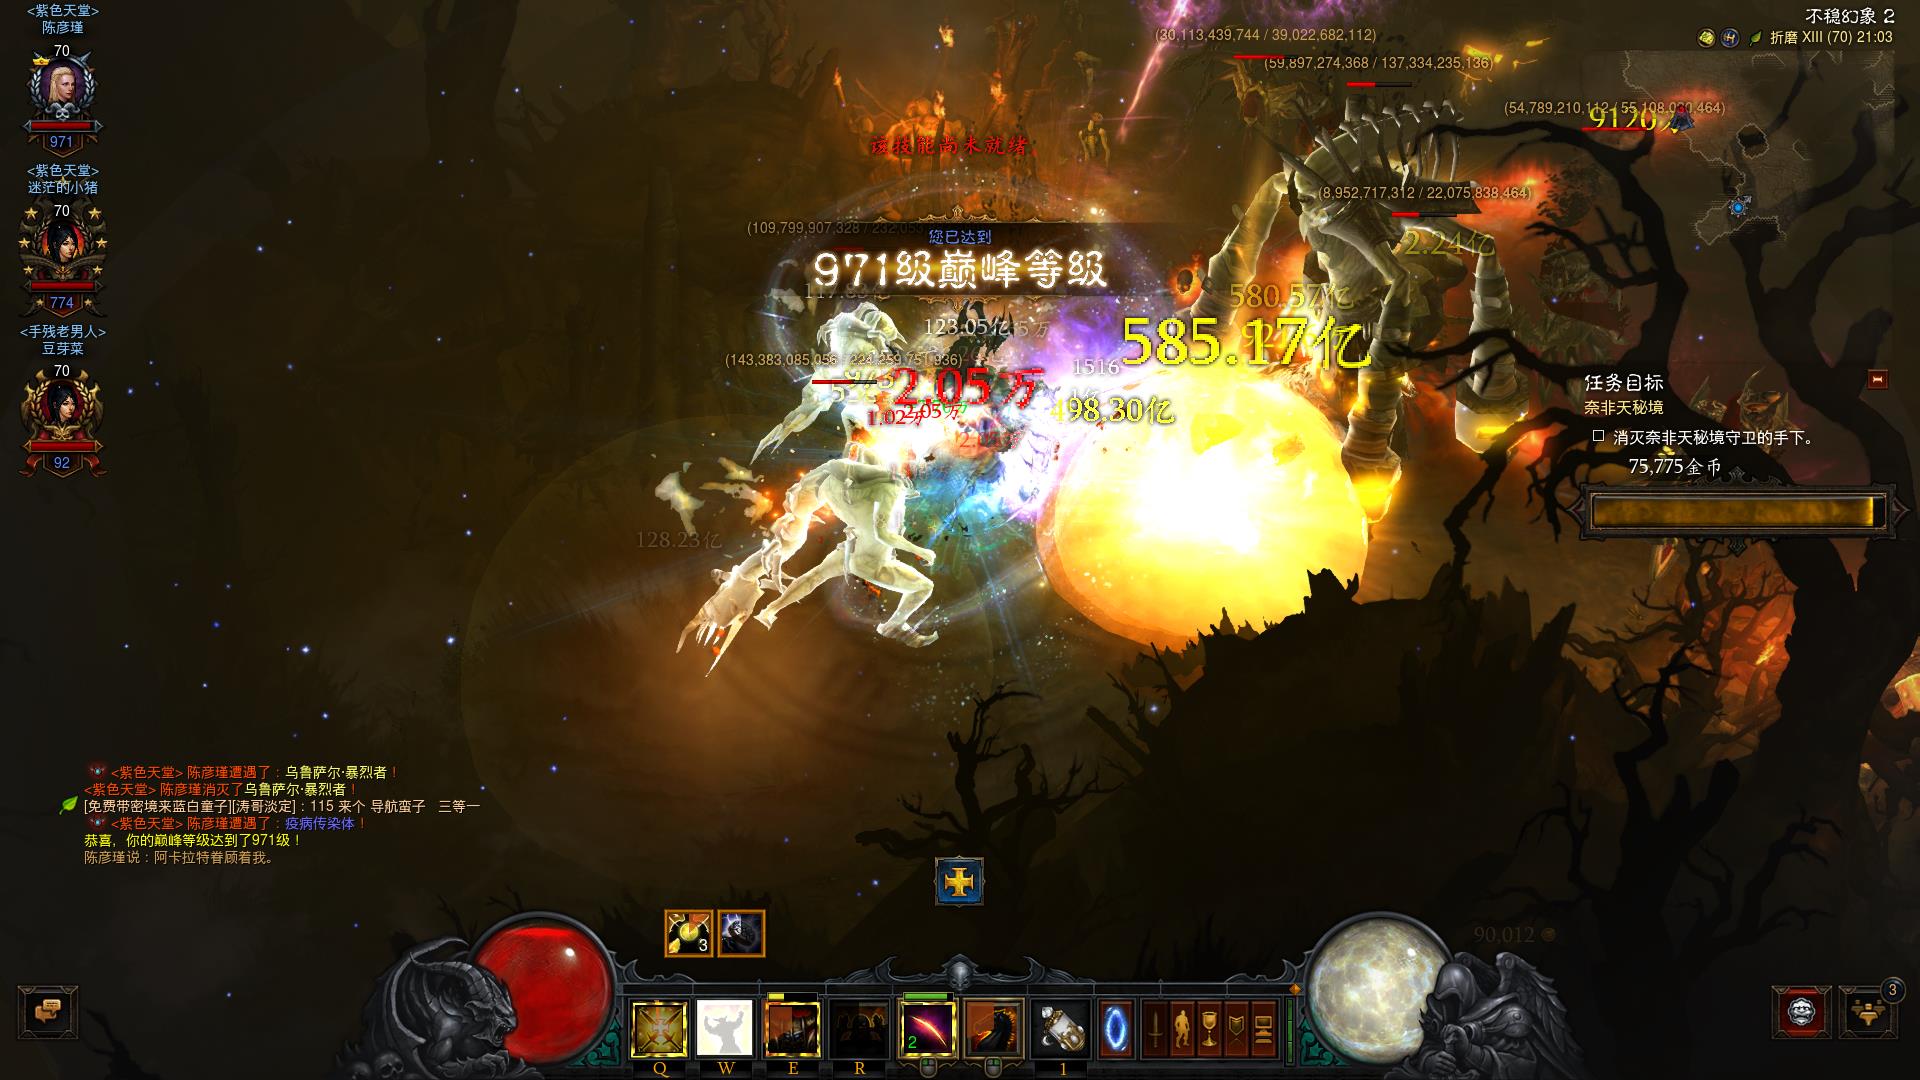 <紫色天堂>
陈彦瑾
70
971
<紫色天堂>
迷茫的小猪
70
774
<手残老男人>
豆芽菜
70
92
不稳幻象 2
折磨 XIII (70) 21:03
(30,113,439,744 / 39,022,682,112)
(59,897,274,368 / 137,334,235,136)
9120万
该技能尚未就绪
(8,952,717,312 / 22,075,838,464)
2.24亿
您已达到
971级巅峰等级
580.57亿
123.05亿
585.17亿
1516
2.05万
1.02万
498.30亿
128.23亿
任务目标
奈非天秘境
消灭奈非天秘境守卫的手下。
75,775金币
<紫色天堂> 陈彦瑾遭遇了：乌鲁萨尔·暴烈者！
<紫色天堂> 陈彦瑾消灭了乌鲁萨尔·暴烈者！
[免费带密境来蓝白童子][涛哥淡定]：115 来个 导航蛮子 三等一
<紫色天堂> 陈彦瑾遭遇了：疫病传染体！
恭喜，你的巅峰等级达到了971级！
陈彦瑾说：阿卡拉特眷顾着我。
3
90,012
2
3
Q
W
E
R
1